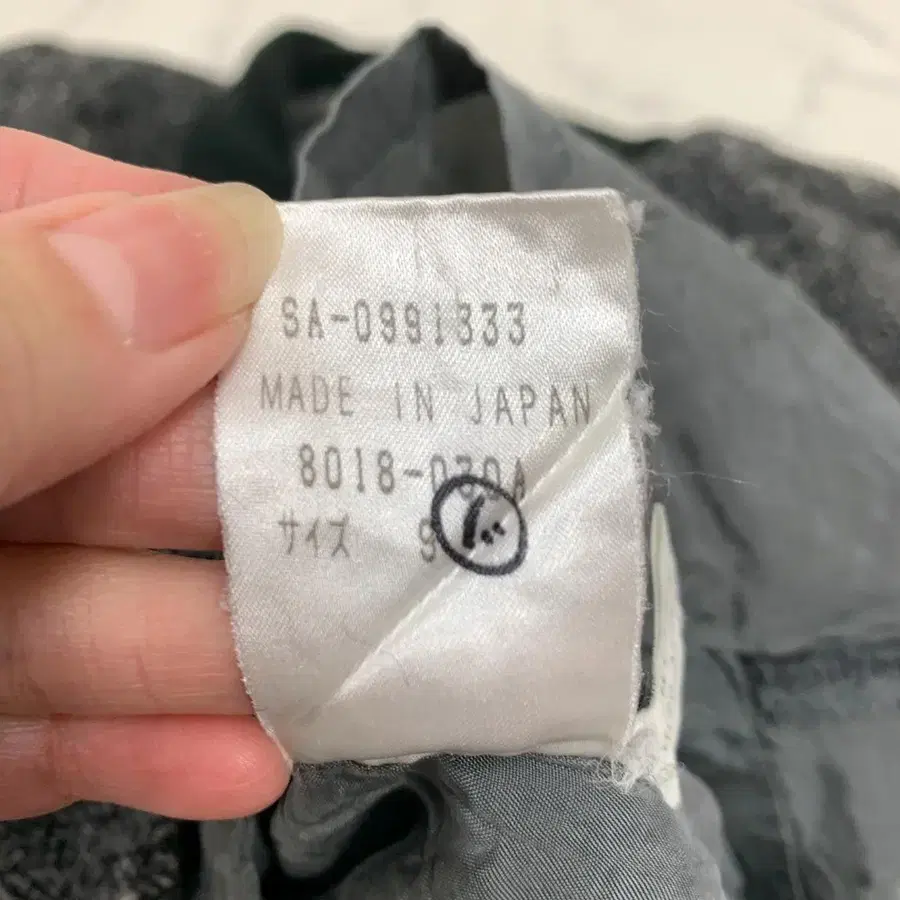 SA-0991333
MADE IN JAPAN
8018-030A
サイズ 9